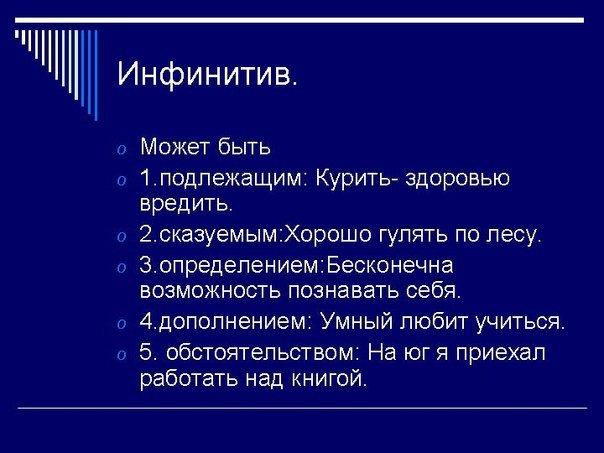 Инфинитив.
Может быть
1.подлежащим: Курить- здоровью
вредить.
2.сказуемым:Хорошо гулять по лесу.
3.определением:Бесконечна
возможность познавать себя.
4.дополнением: Умный любит учиться.
5. обстоятельством: На юг я приехал
работать над книгой.